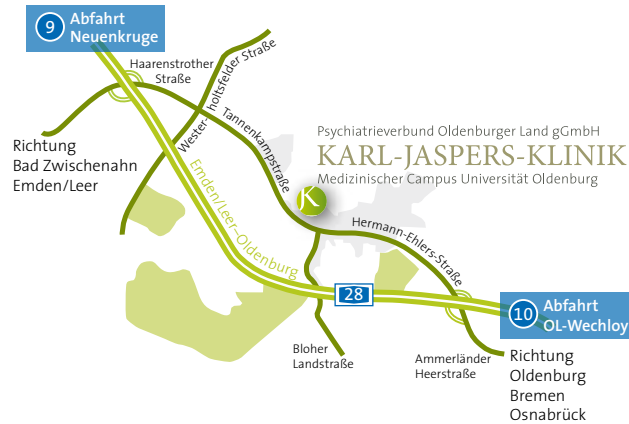 9
Abfahrt
Neuenkruge
Haarenstrother
Straße
Wester-
holtsfelder Straße
Tannenkampstraße
Richtung
Bad Zwischenahn
Emden/Leer
Psychiatrieverbund Oldenburger Land gGmbH
KARL-JASPERS-KLINIK
Medizinischer Campus Universität Oldenburg
JK
Emden/Leer–Oldenburg
Hermann-Ehlers-Straße
28
10
Abfahrt
OL-Wechloy
Bloher
Landstraße
Ammerländer
Heerstraße
Richtung
Oldenburg
Bremen
Osnabrück